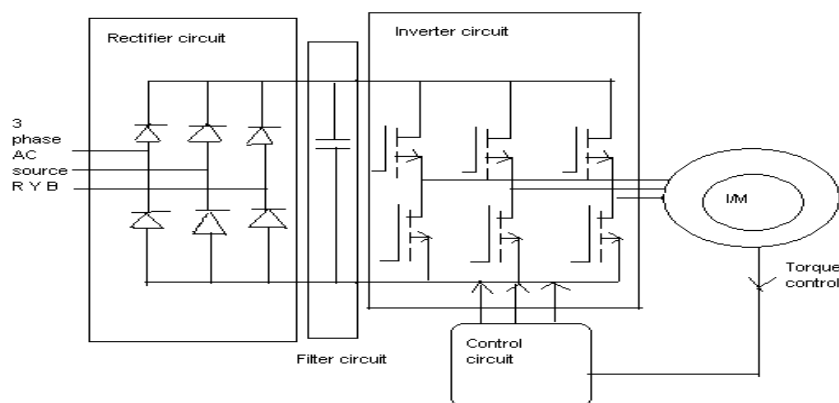 Rectifier circuit
Inverter circuit
3
phase
AC
source
R Y B
I/M
Torque
control
Filter circuit
Control
circuit